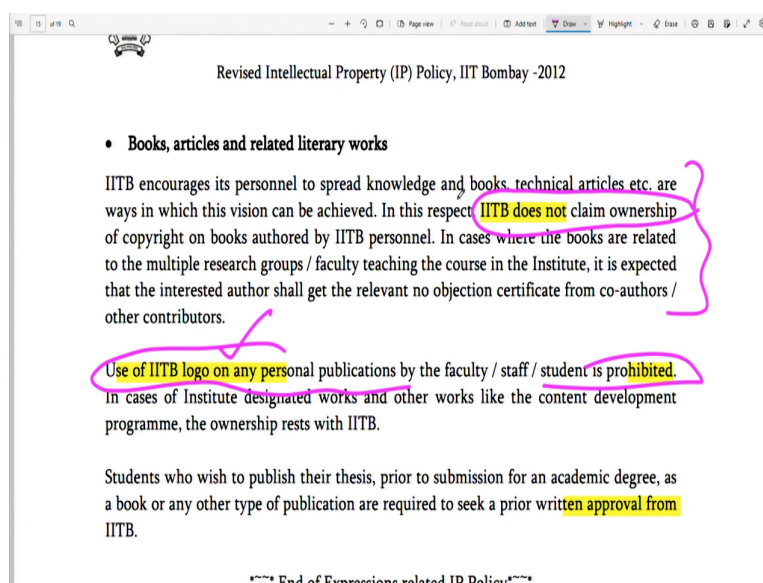 15 of 19 Page view Read aloud Add text Draw Highlight Erase
Revised Intellectual Property (IP) Policy, IIT Bombay -2012
• Books, articles and related literary works
IITB encourages its personnel to spread knowledge and books, technical articles etc. are
ways in which this vision can be achieved. In this respect IITB does not claim ownership
of copyright on books authored by IITB personnel. In cases where the books are related
to the multiple research groups / faculty teaching the course in the Institute, it is expected
that the interested author shall get the relevant no objection certificate from co-authors /
other contributors.
Use of IITB logo on any personal publications by the faculty / staff / student is prohibited.
In cases of Institute designated works and other works like the content development
programme, the ownership rests with IITB.
Students who wish to publish their thesis, prior to submission for an academic degree, as
a book or any other type of publication are required to seek a prior written approval from
IITB.
*~~* End of Expressions related IP Policy*~~*